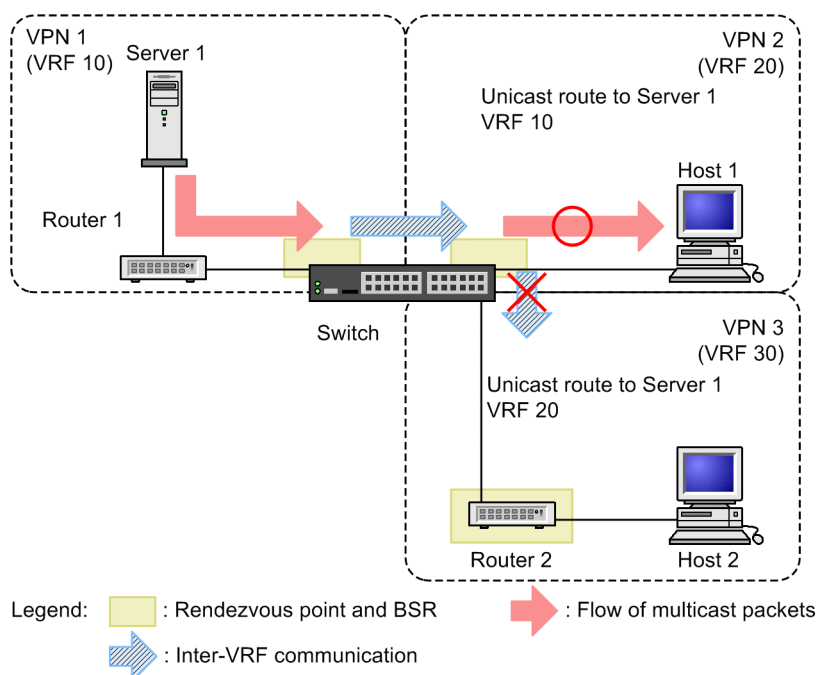 VPN 1
(VRF 10)
Server 1
Router 1
VPN 2
(VRF 20)
Unicast route to Server 1
VRF 10
Host 1
Switch
VPN 3
(VRF 30)
Unicast route to Server 1
VRF 20
Router 2
Host 2
Legend:
: Rendezvous point and BSR
: Flow of multicast packets
: Inter-VRF communication